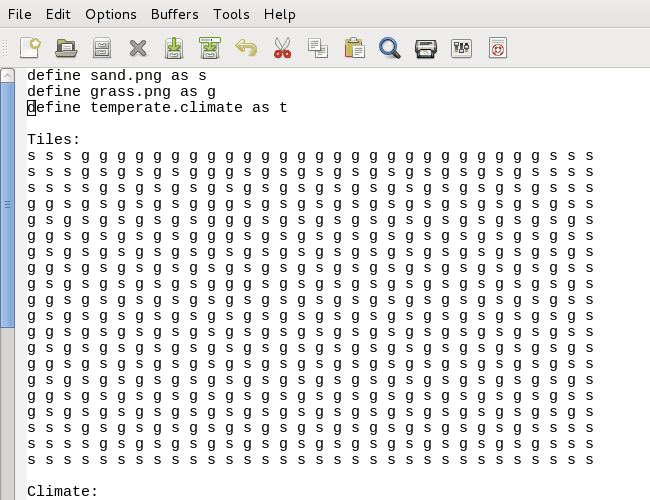 File Edit Options Buffers Tools Help
define sand.png as s
define grass.png as g
define temperate.climate as t
Tiles:
s s s g g g g g g g g g g g g g g g g g g g g g g g g g g s s s
s s s g g s g s g s g s g s g s g s g s g s g s g s g s g s s s
s s s s g s g s g s g s g s g s g s g s g s g s g s g s g s s s
g g s g g s g s g s g s g s g s g s g s g s g s g s g s g s g s
g s g s g s g s g s g s g s g s g s g s g s g s g s g s g s g s
g g s g g s g s g s g s g s g s g s g s g s g s g s g s g s g s
g s g s g s g s g s g s g s g s g s g s g s g s g s g s g s g s
g g s g g s g s g s g s g s g s g s g s g s g s g s g s g s g s
g s g s g s g s g s g s g s g s g s g s g s g s g s g s g s g s
g g s g g s g s g s g s g s g s g s g s g s g s g s g s g s g s
g s g s g s g s g s g s g s g s g s g s g s g s g s g s g s g s
g g s g g s g s g s g s g s g s g s g s g s g s g s g s g s g s
g s g s g s g s g s g s g s g s g s g s g s g s g s g s g s g s
g g s g g s g s g s g s g s g s g s g s g s g s g s g s g s g s
g s g s g s g s g s g s g s g s g s g s g s g s g s g s g s g s
g g s g g s g s g s g s g s g s g s g s g s g s g s g s g s g s
g s g s g s g s g s g s g s g s g s g s g s g s g s g s g s g s
s s s g g s g s g s g s g s g s g s g s g s g s g s g s g s s s
s s s s g s g s g s g s g s g s g s g s g s g s g s g s g s s s
s s s s s s s s s s s s s s s s s s s s s s s s s s s s s s s s
Climate: